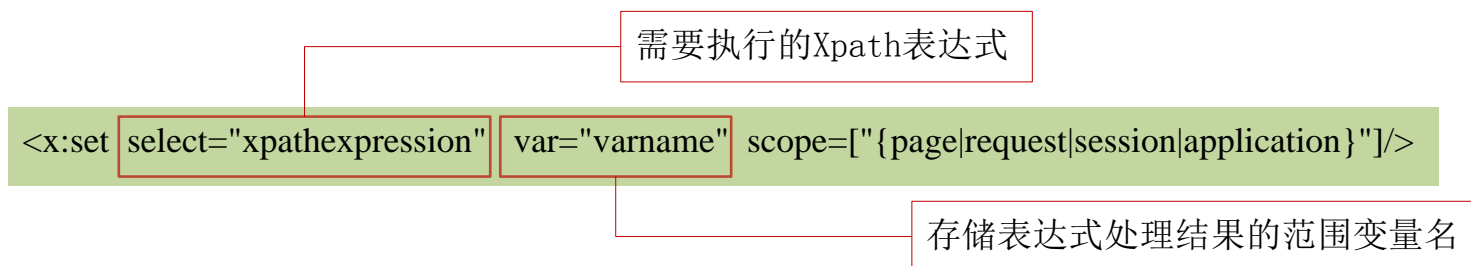 需要执行的Xpath表达式
<x:set select="xpathexpression" var="varname" scope=["{page|request|session|application}"]/>
存储表达式处理结果的范围变量名